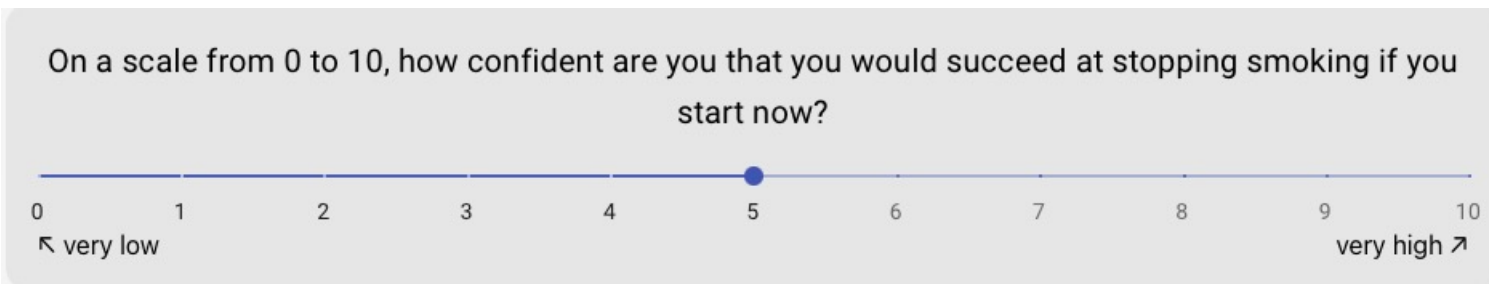 On a scale from 0 to 10, how confident are you that you would succeed at stopping smoking if you
start now?
0 1 2 3 4 5 6 7 8 9 10
↖ very low very high ↗